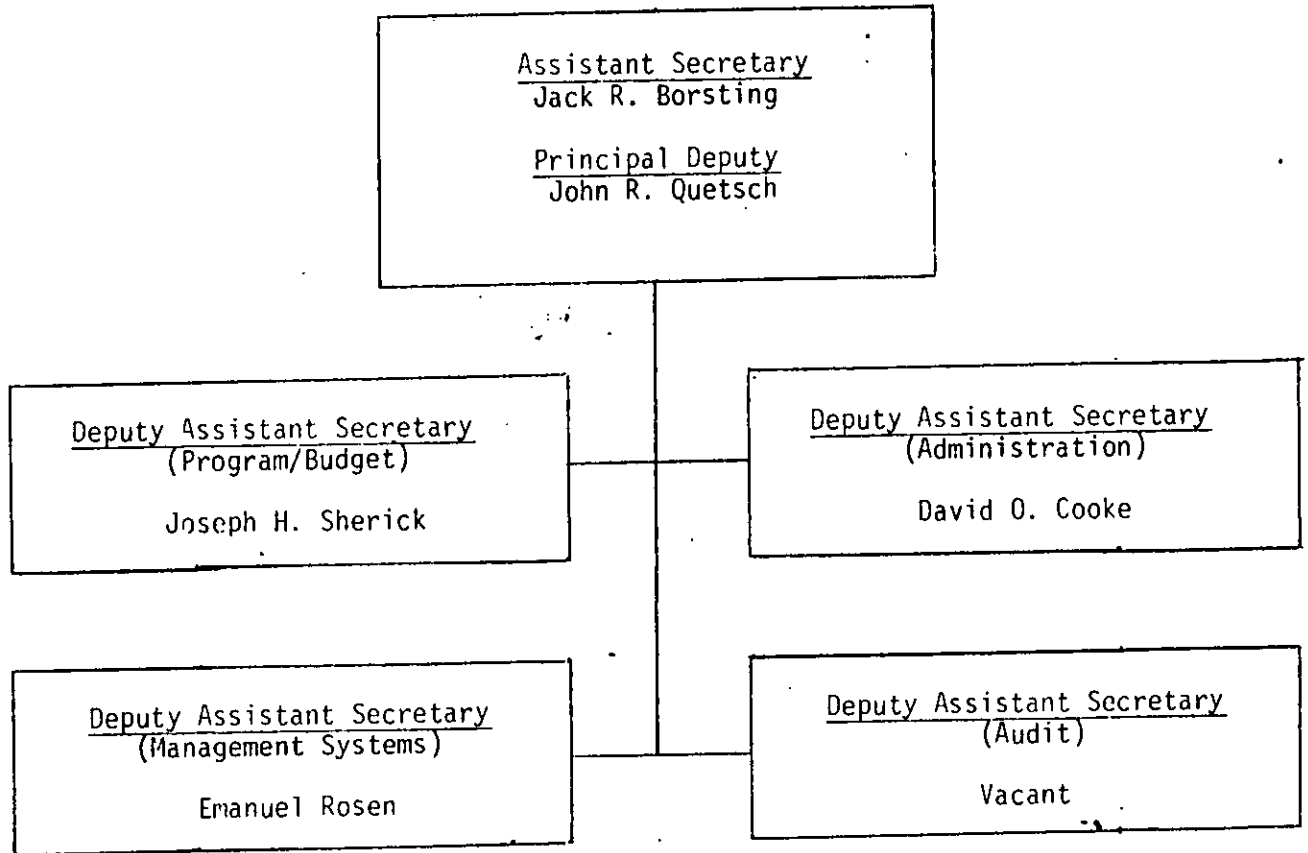 Assistant Secretary
Jack R. Borsting
Principal Deputy
John R. Quetsch
Deputy Assistant Secretary
(Program/Budget)
Joseph H. Sherick
Deputy Assistant Secretary
(Administration)
David O. Cooke
Deputy Assistant Secretary
(Management Systems)
Emanuel Rosen
Deputy Assistant Secretary
(Audit)
Vacant